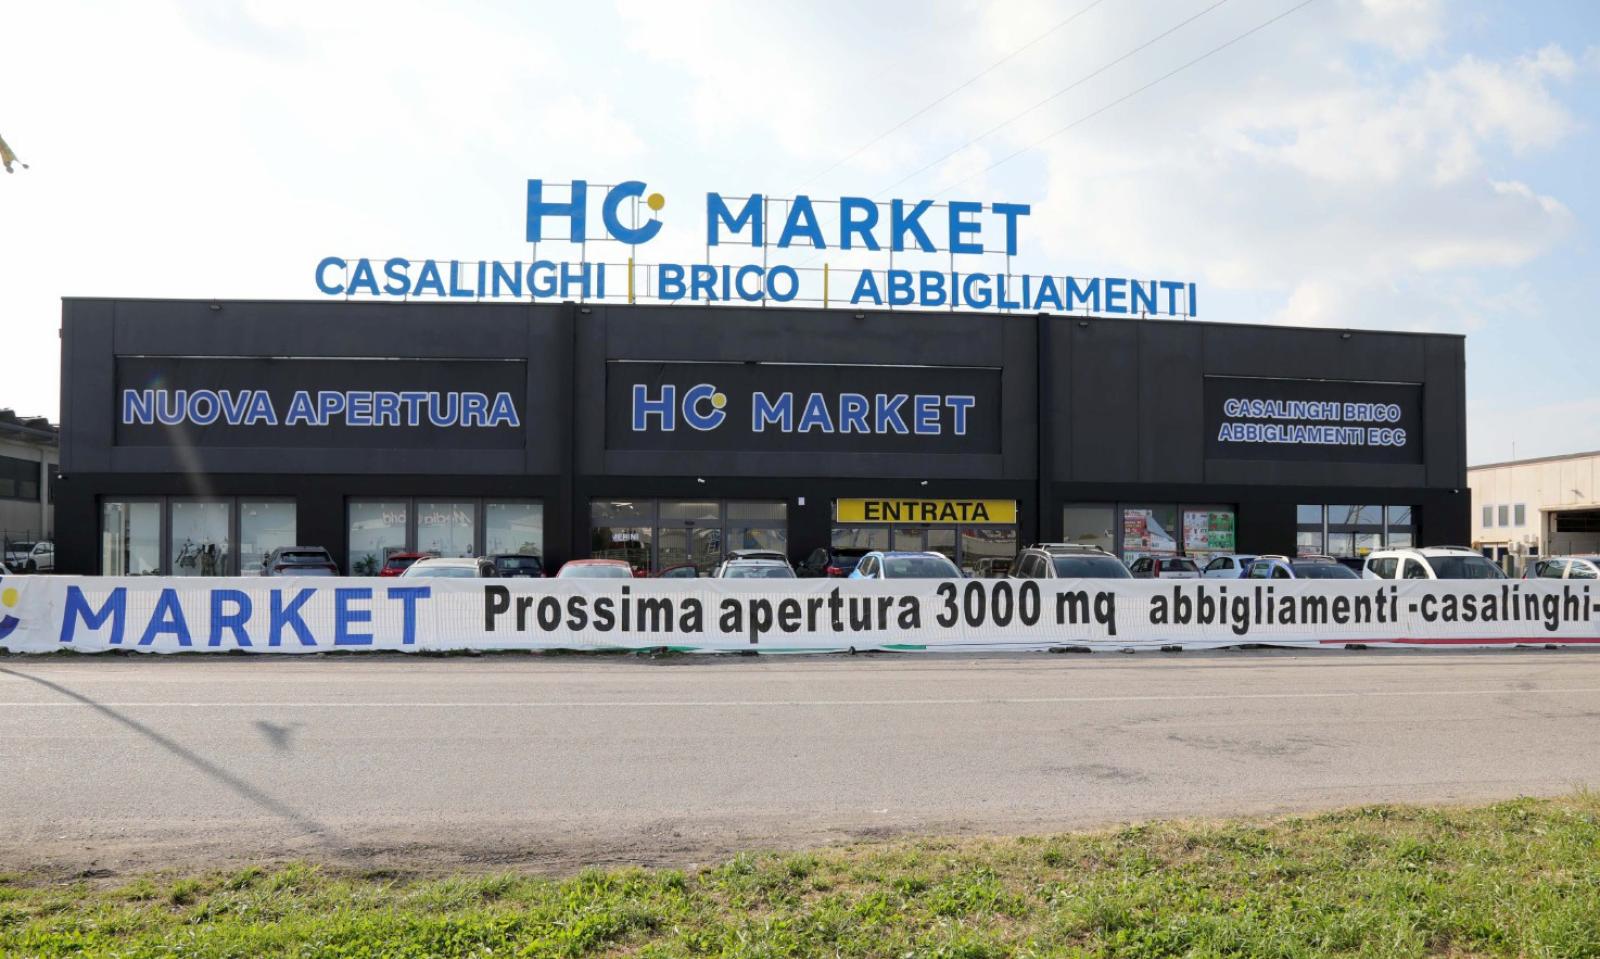 HC MARKET
CASALINGHI | BRICO | ABBIGLIAMENTI
NUOVA APERTURA
HC MARKET
CASALINGHI BRICO
ABBIGLIAMENTI ECC
ENTRATA
MARKET Prossima apertura 3000 mq abbigliamenti -casalinghi-